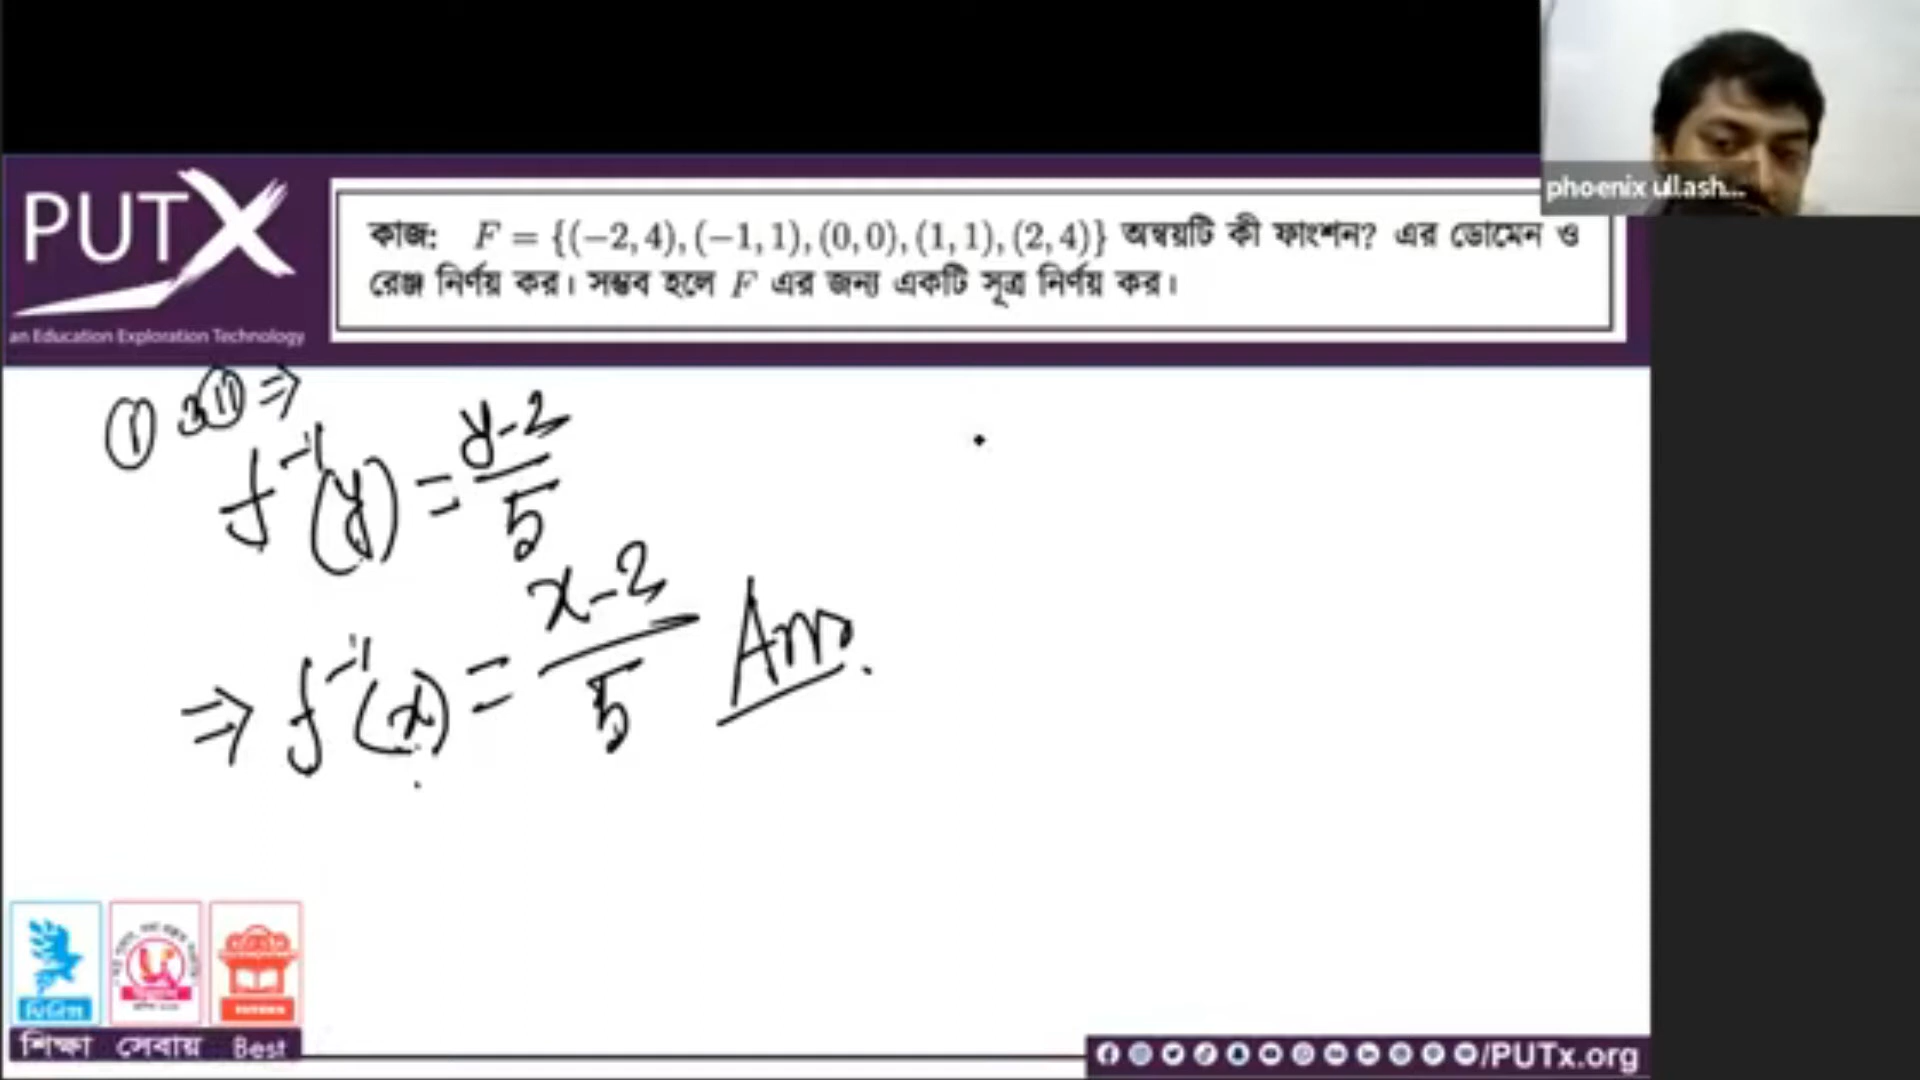 phoenix ullash...
PUTX
an Education Exploration Technology
কাজ: F = {(−2, 4), (−1, 1), (0, 0), (1, 1), (2, 4)} অন্বয়টি কী ফাংশন? এর ডোমেন ও
রেঞ্জ নির্ণয় কর। সম্ভব হলে F এর জন্য একটি সূত্র নির্ণয় কর।
① ও ⑪ ⇒
f⁻¹(y) = (y-2)/5
⇒ f⁻¹(x) = (x-2)/5 Ans.
শিক্ষা সেবায় Best
/PUTx.org